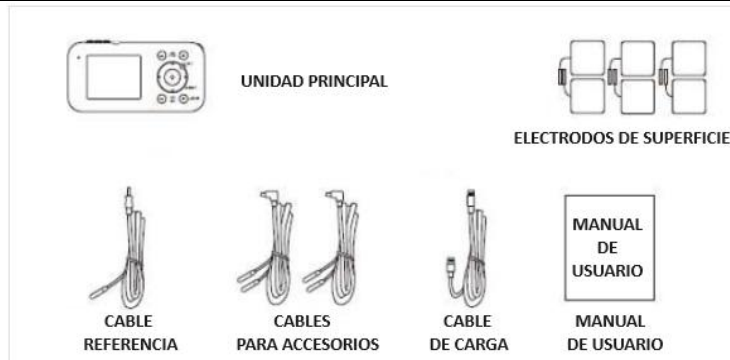 UNIDAD PRINCIPAL
ELECTRODOS DE SUPERFICIE
MANUAL
DE
USUARIO
CABLE
REFERENCIA
CABLES
PARA ACCESORIOS
CABLE
DE CARGA
MANUAL
DE USUARIO